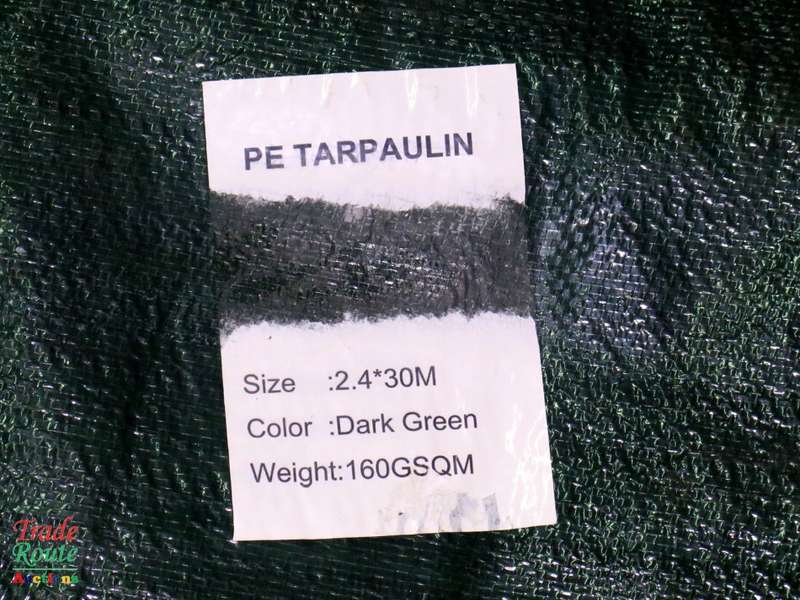 PE TARPAULIN
Size :2.4*30M
Color :Dark Green
Weight:160GSQM
Trade
Route
Auctions